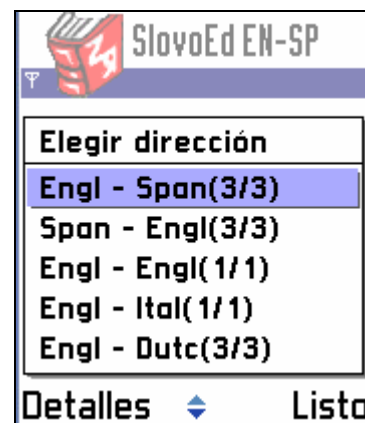 SlovoEd EN-SP
Elegir dirección
Engl - Span(3/3)
Span - Engl(3/3)
Engl - Engl(1/1)
Engl - Ital(1/1)
Engl - Dutc(3/3)
Detalles Listo